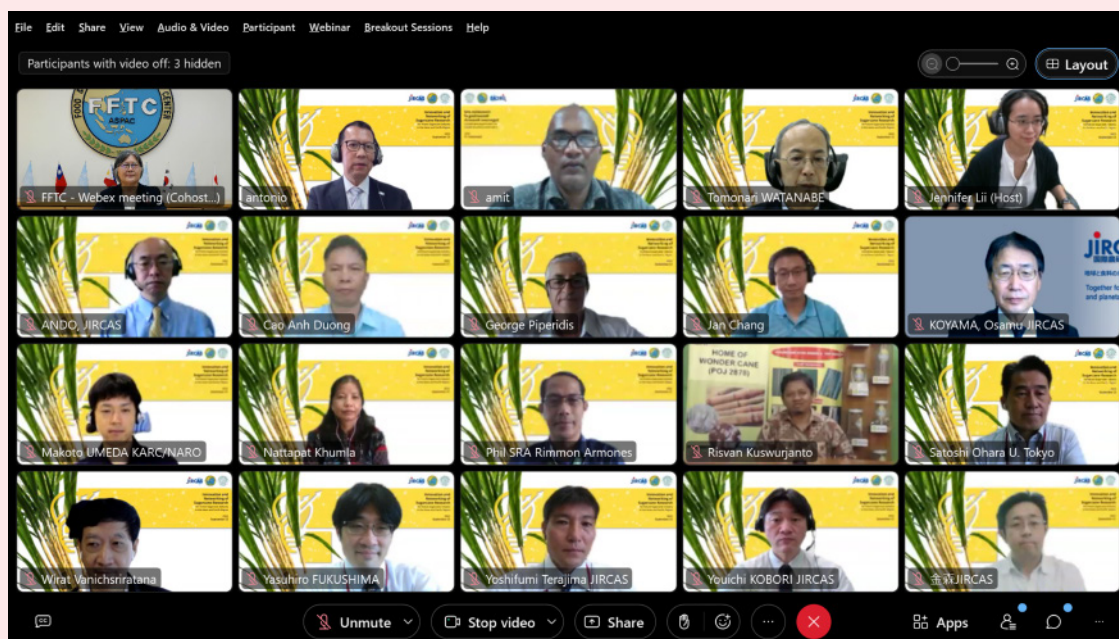 File Edit Share View Audio & Video Participant Webinar Breakout Sessions Help
Participants with video off: 3 hidden
Layout
FFTC
ASPAC
FFTC - Webex meeting (Cohost...)
antonio
amit
Tomonari WATANABE
Jennifer Lii (Host)
ANDO, JIRCAS
Cao Anh Duong
George Piperidis
Jan Chang
JIRC
Together fo
and planet
KOYAMA, Osamu JIRCAS
Makoto UMEDA KARC/NARO
Nattapat Khumla
Phil SRA Rimmon Armones
HOME OF
WONDER CANE
(POJ 2878)
Risvan Kuswurjanto
Satoshi Ohara U. Tokyo
Wirat Vanichsriratana
Yasuhiro FUKUSHIMA
Yoshifumi Terajima JIRCAS
Youichi KOBORI JIRCAS
金森JIRCAS
Unmute
Stop video
Share
Apps